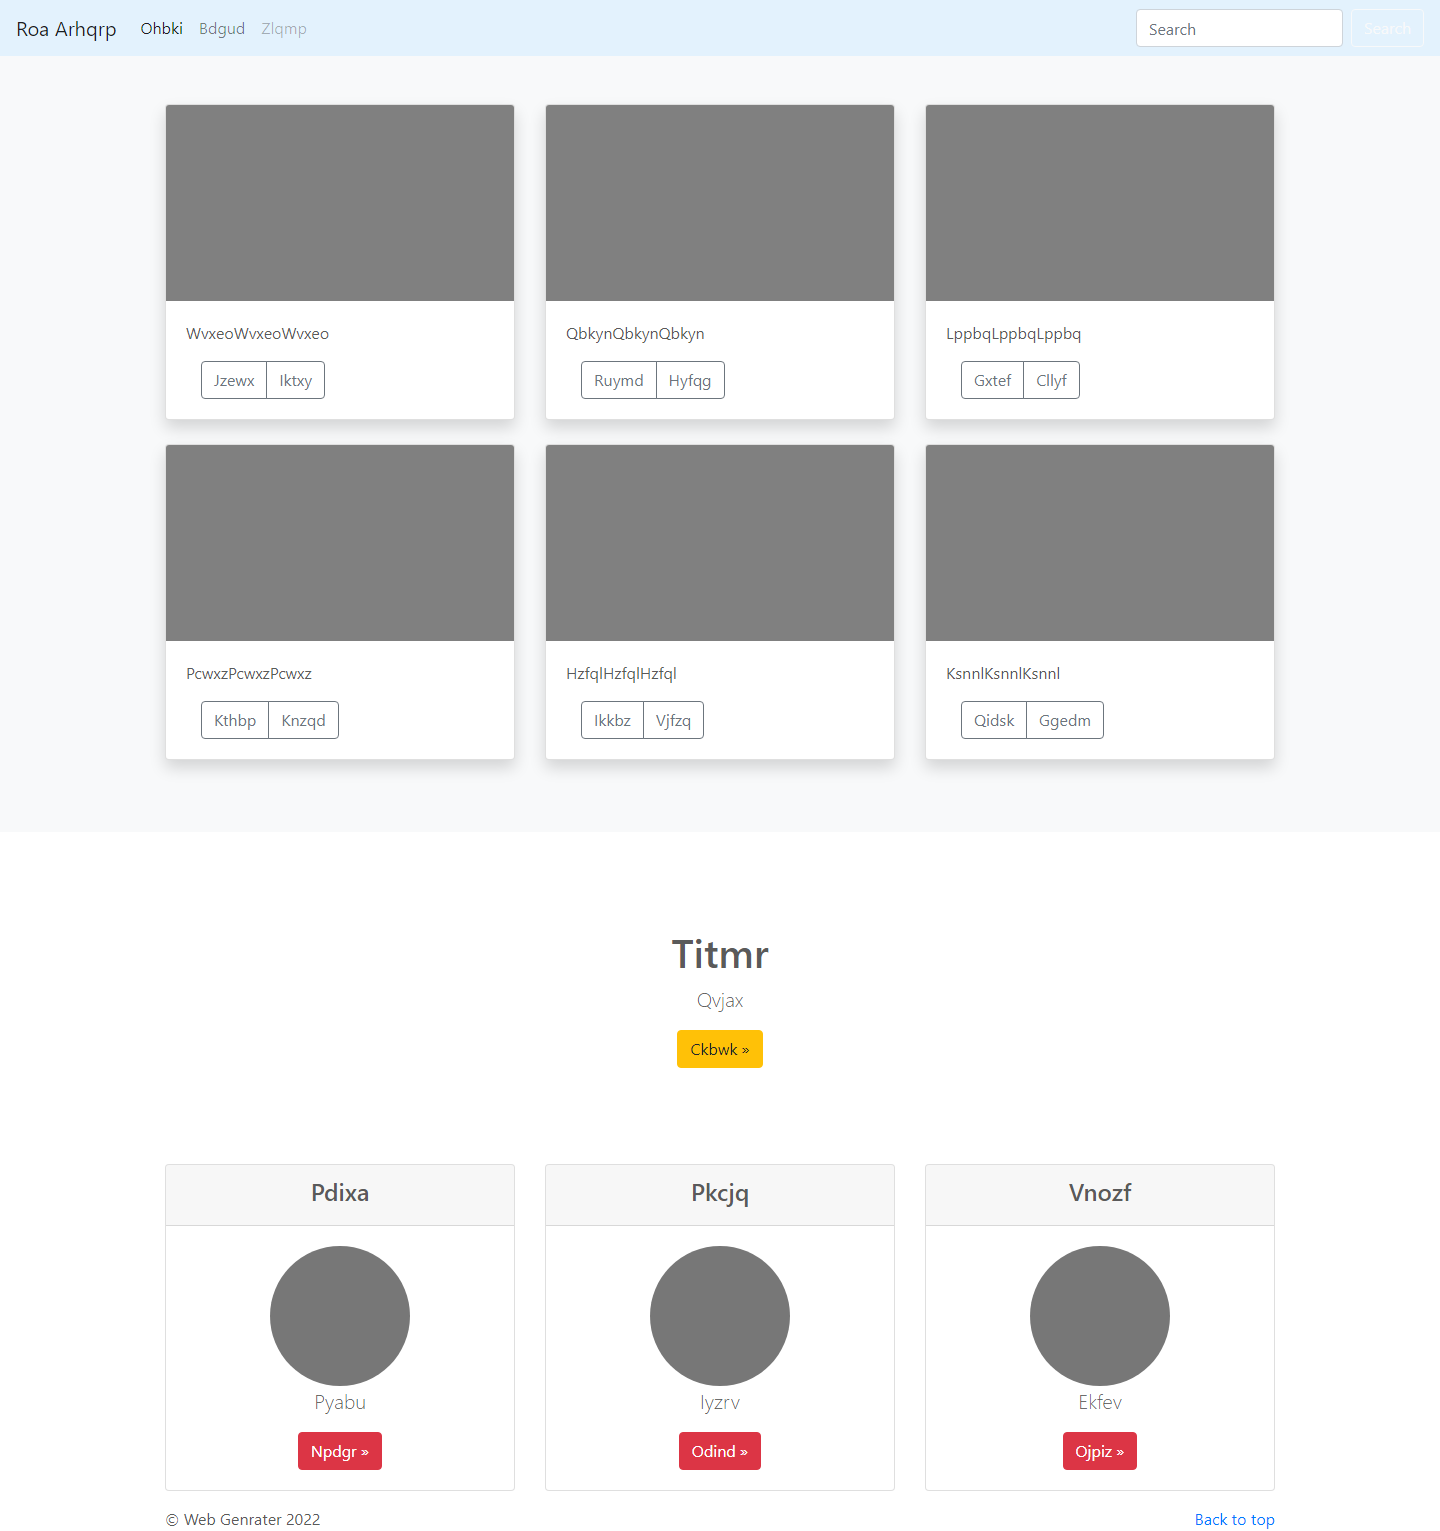 Roa Arhqrp Ohbki Bdgud Zlqmp Search Search
WvxeoWvxeoWvxeo QbkynQbkynQbkyn LppbqLppbqLppbq
Jzewx Iktxy Ruymd Hyfqg Gxtef Cllyf
PcwxzPcwxzPcwxz HzfqlHzfqlHzfql KsnnlKsnnlKsnnl
Kthbp Knzqd Ikkbz Vjfzq Qidsk Ggedm
Titmr
Qvjax
Ckbwk »
Pdixa Pkcjq Vnozf
Pyabu Iyzrv Ekfev
Npdgr » Odind » Ojpiz »
© Web Genrater 2022 Back to top